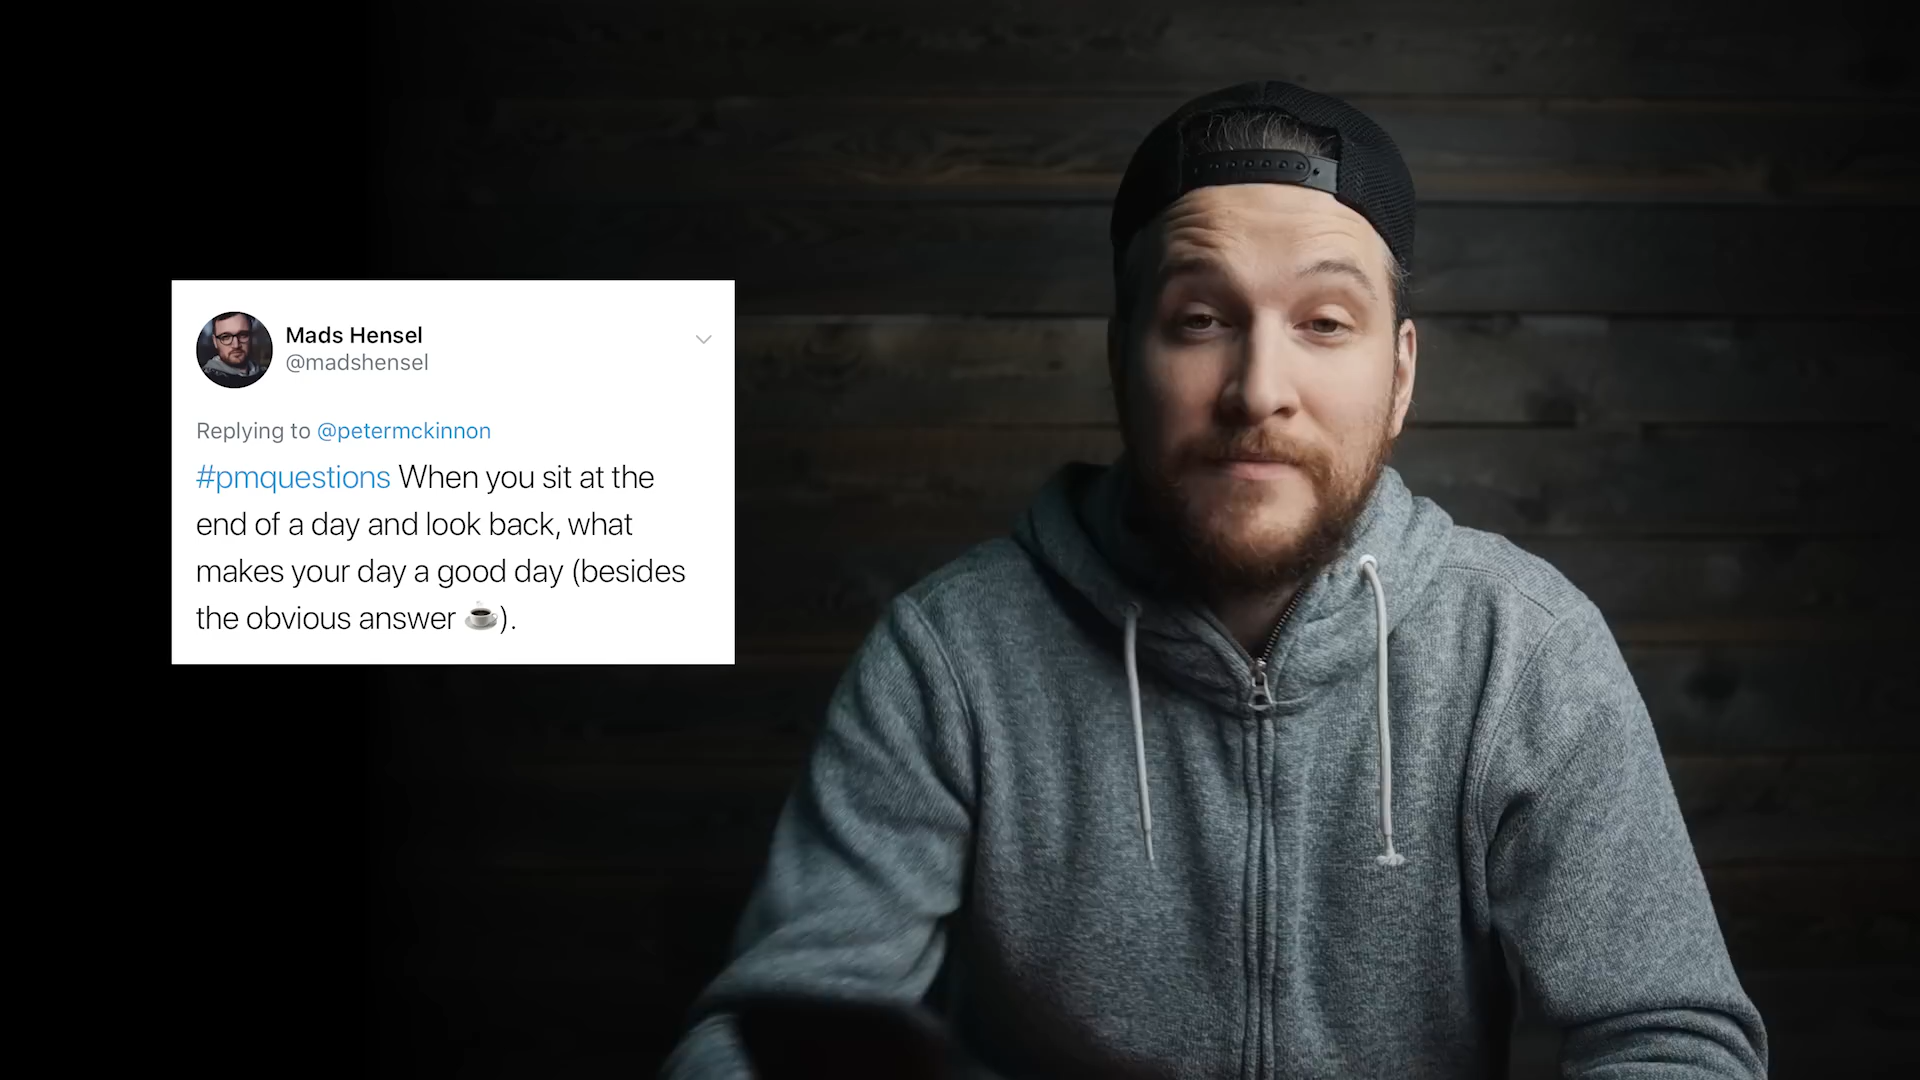 Mads Hensel
@madshensel
Replying to @petermckinnon
#pmquestions When you sit at the
end of a day and look back, what
makes your day a good day (besides
the obvious answer ☕).